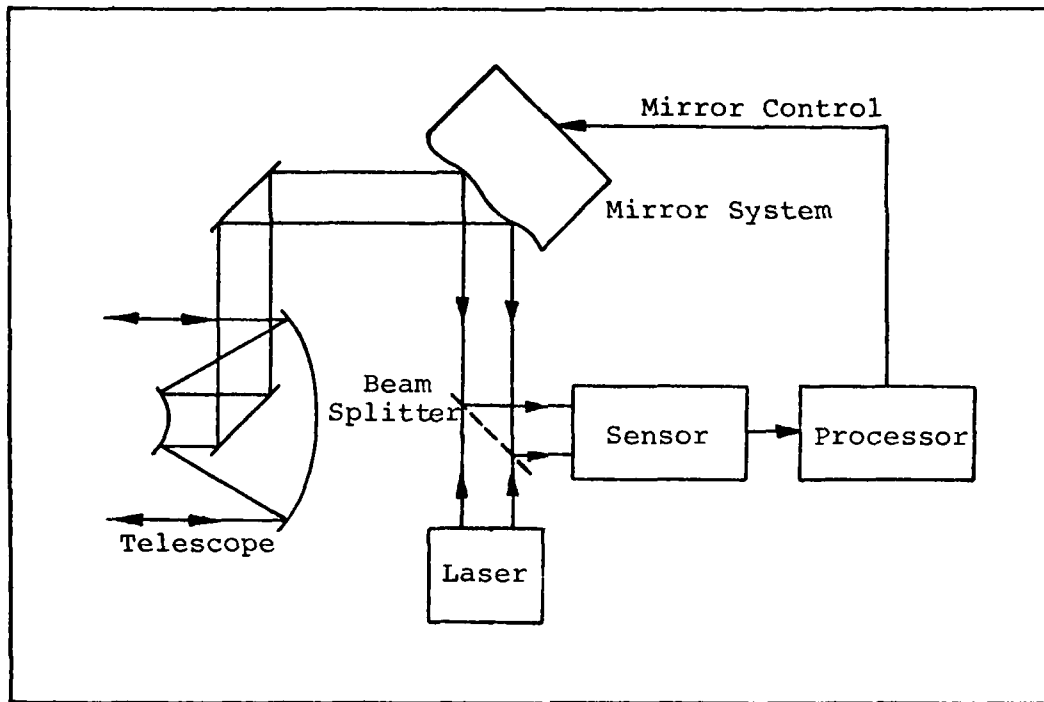 Mirror Control
Mirror System
Beam
Splitter
Sensor
Processor
Telescope
Laser